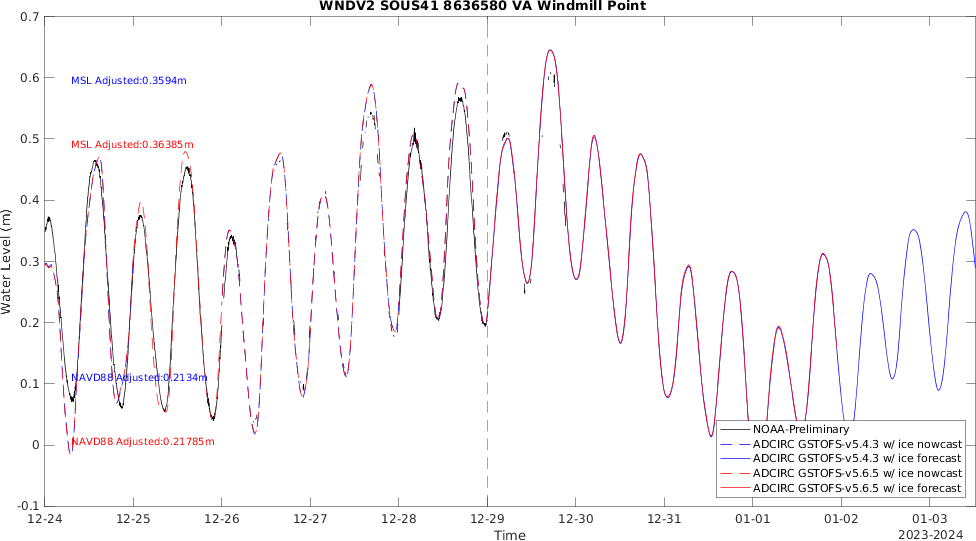 WNDV2 SOUS41 8636580 VA Windmill Point
0.7
0.6
0.5
0.4
0.3
0.2
0.1
0
-0.1
Water Level (m)
MSL Adjusted:0.3594m
MSL Adjusted:0.36385m
NAVD88 Adjusted:0.2134m
NAVD88 Adjusted:0.21785m
NOAA-Preliminary
ADCIRC GSTOFS-v5.4.3 w/ ice nowcast
ADCIRC GSTOFS-v5.4.3 w/ ice forecast
ADCIRC GSTOFS-v5.6.5 w/ ice nowcast
ADCIRC GSTOFS-v5.6.5 w/ ice forecast
12-24 12-25 12-26 12-27 12-28 12-29 12-30 12-31 01-01 01-02 01-03
Time
2023-2024